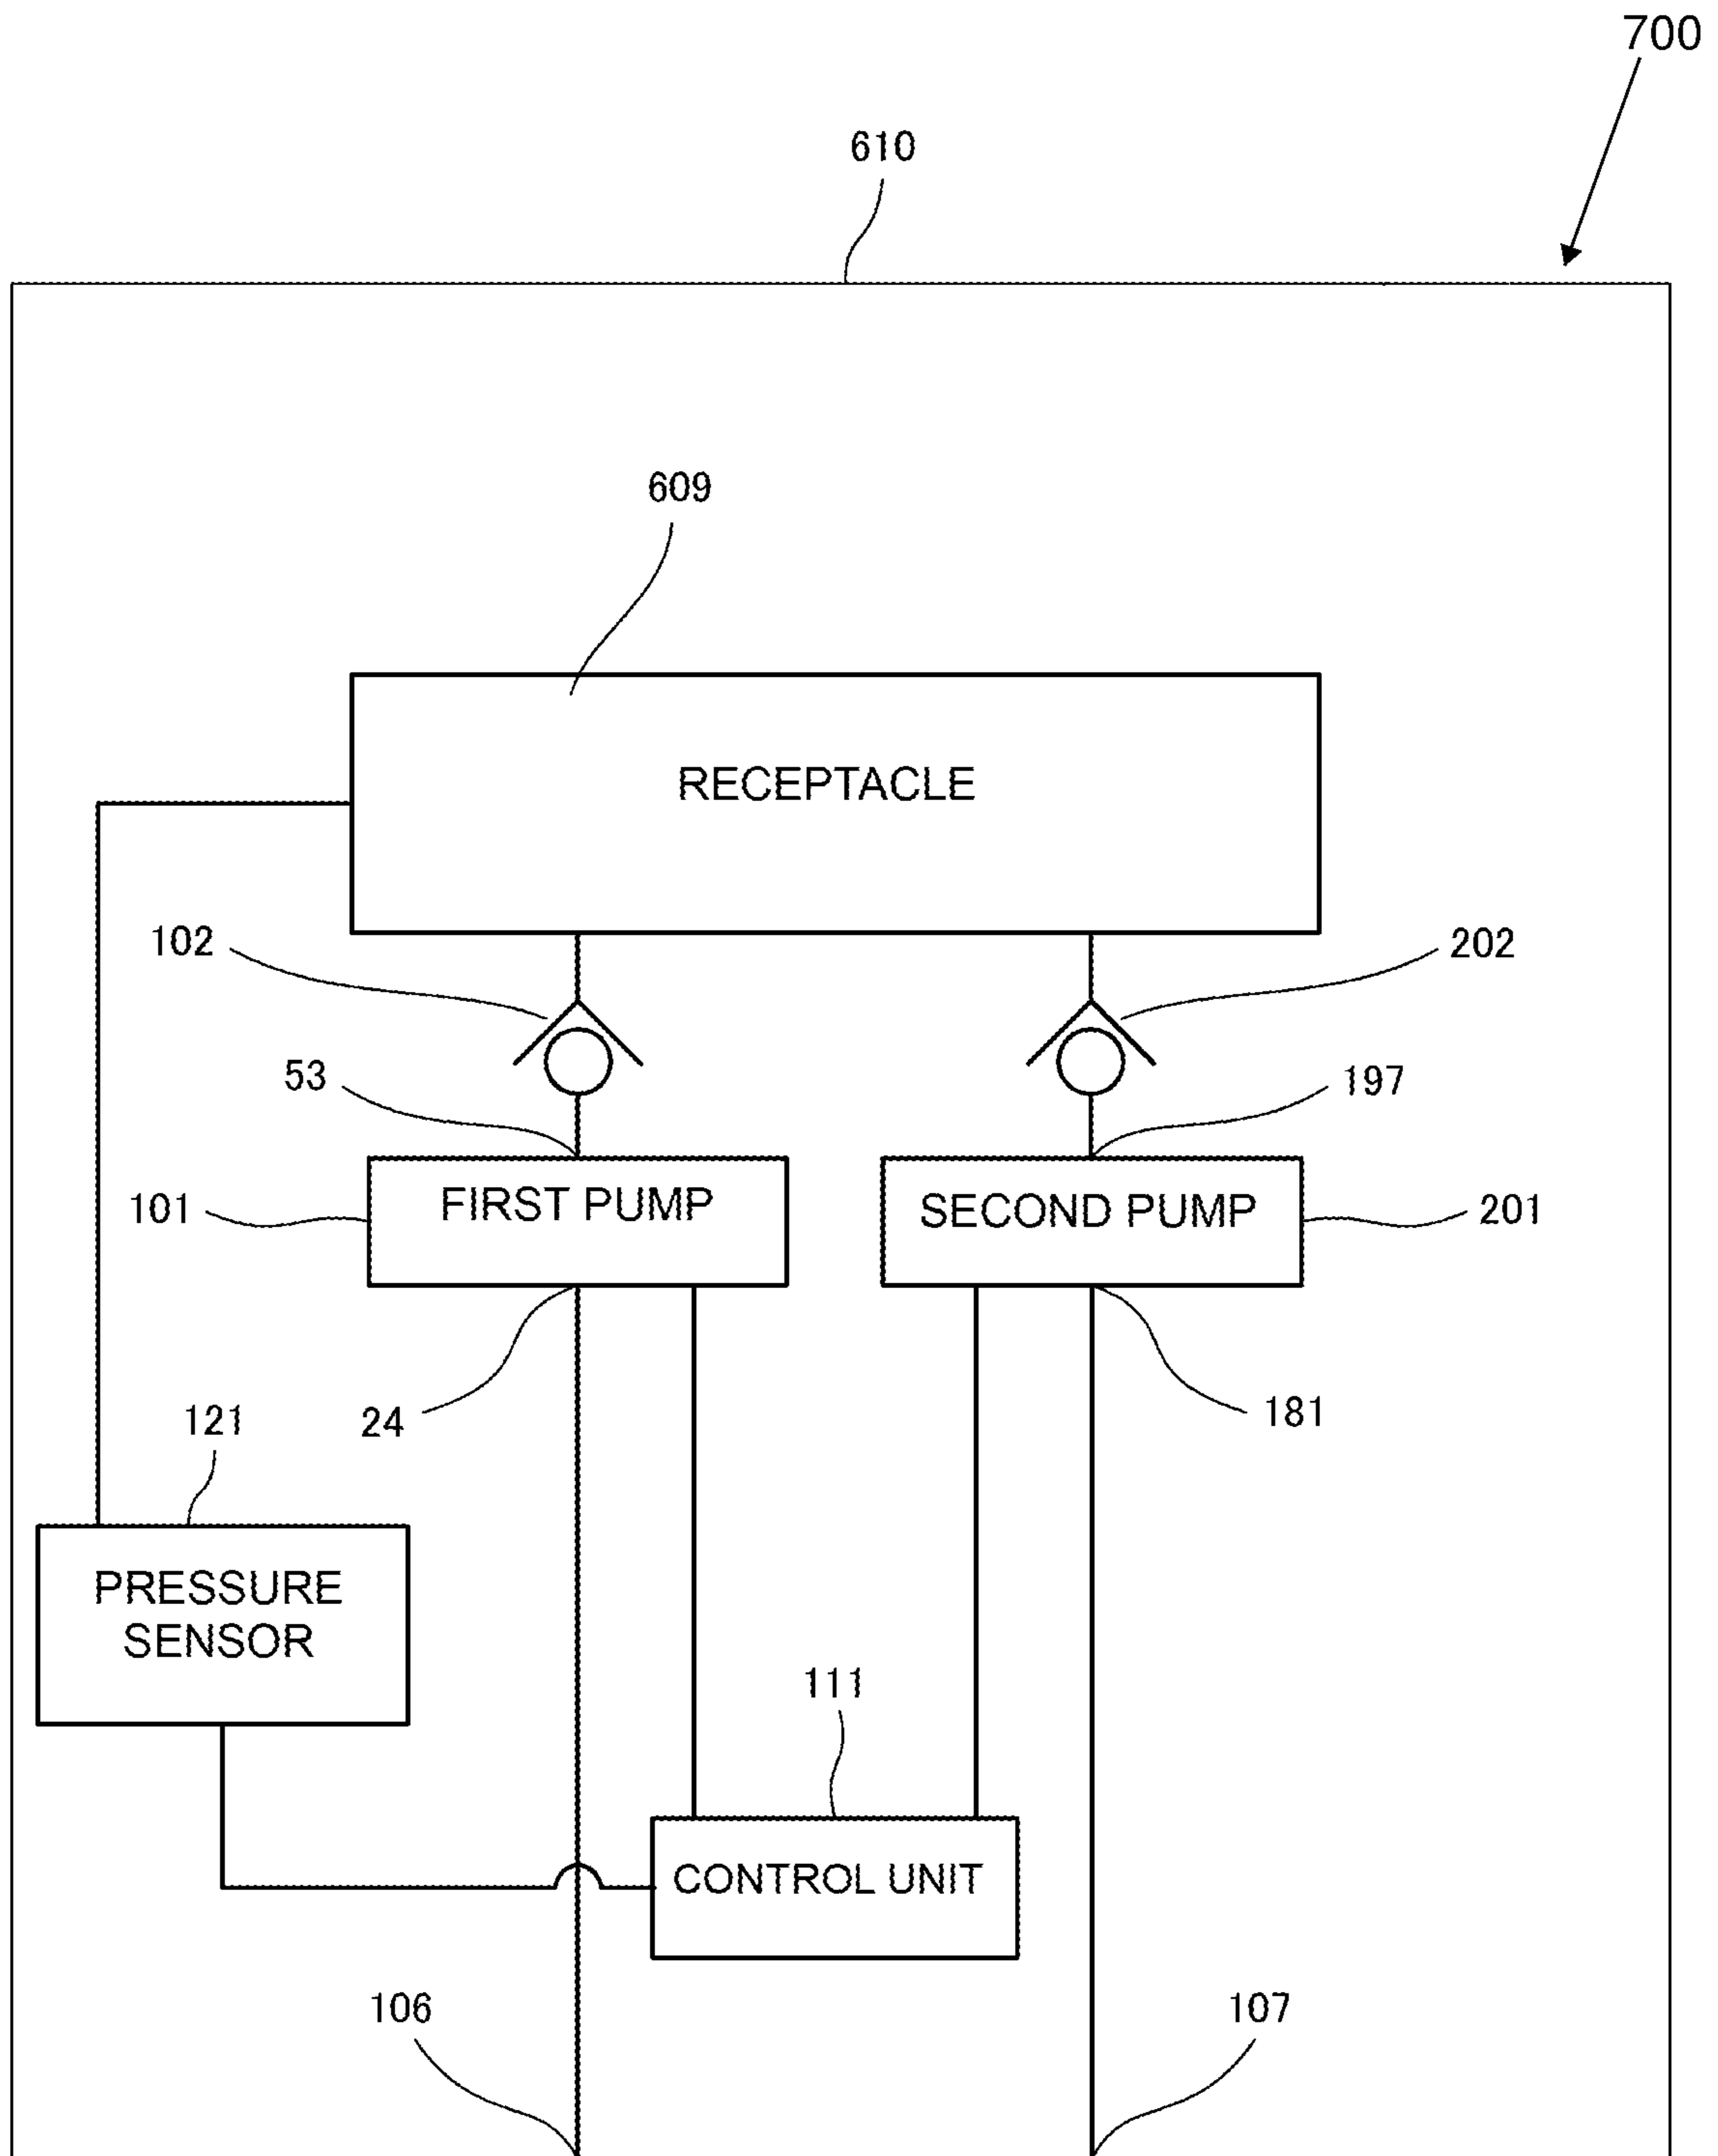 700
610
609
RECEPTACLE
102
202
53
197
101
FIRST PUMP
SECOND PUMP
201
24
181
121
PRESSURE
SENSOR
111
CONTROL UNIT
106
107